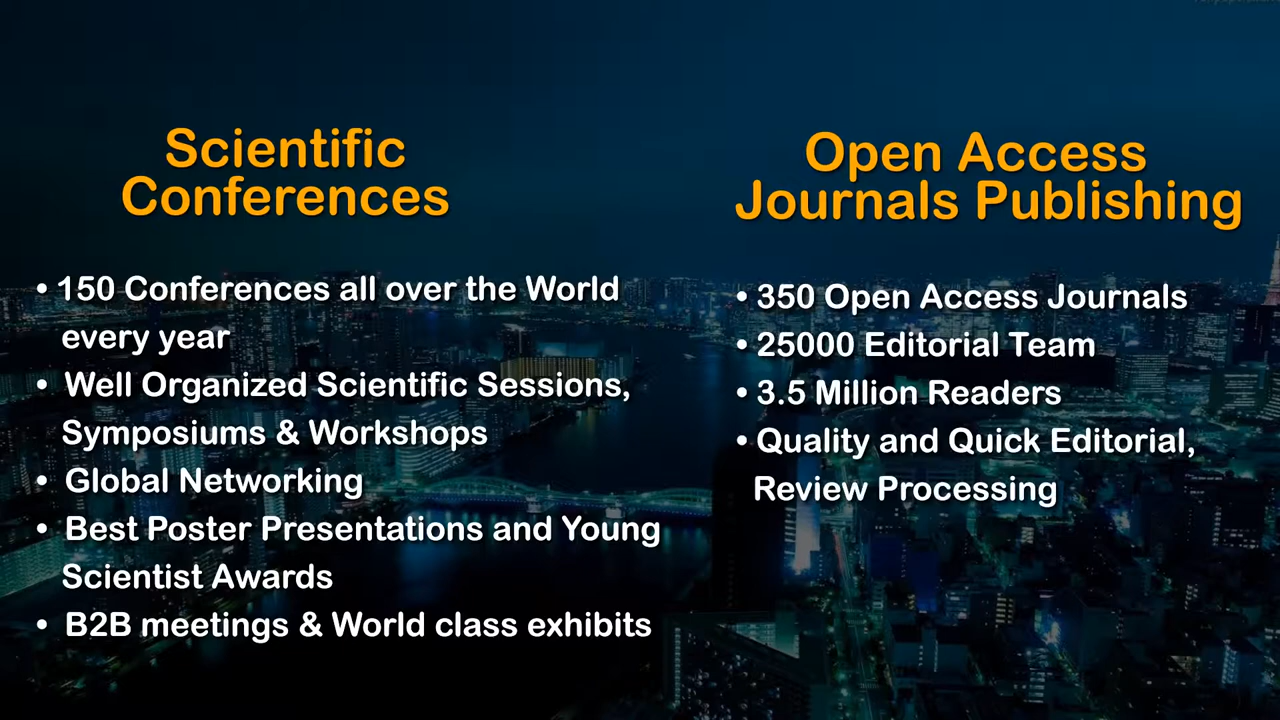 Scientific
Conferences
• 150 Conferences all over the World
every year
• Well Organized Scientific Sessions,
Symposiums & Workshops
• Global Networking
• Best Poster Presentations and Young
Scientist Awards
• B2B meetings & World class exhibits
Open Access
Journals Publishing
• 350 Open Access Journals
• 25000 Editorial Team
• 3.5 Million Readers
• Quality and Quick Editorial,
Review Processing